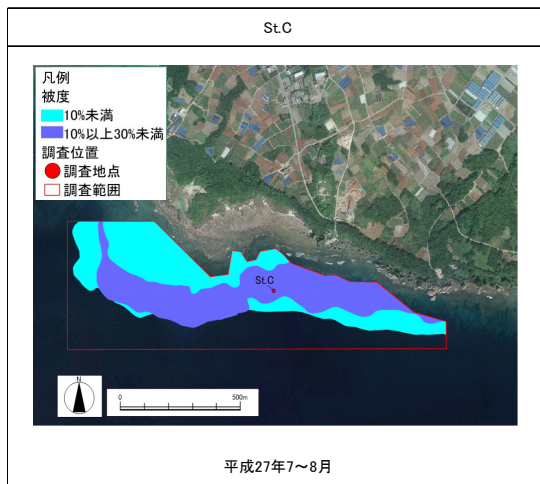 St.C
凡例
被度
10%未満
10%以上30%未満
調査位置
調査地点
調査範囲
St.C
N
0 500m
平成27年7～8月